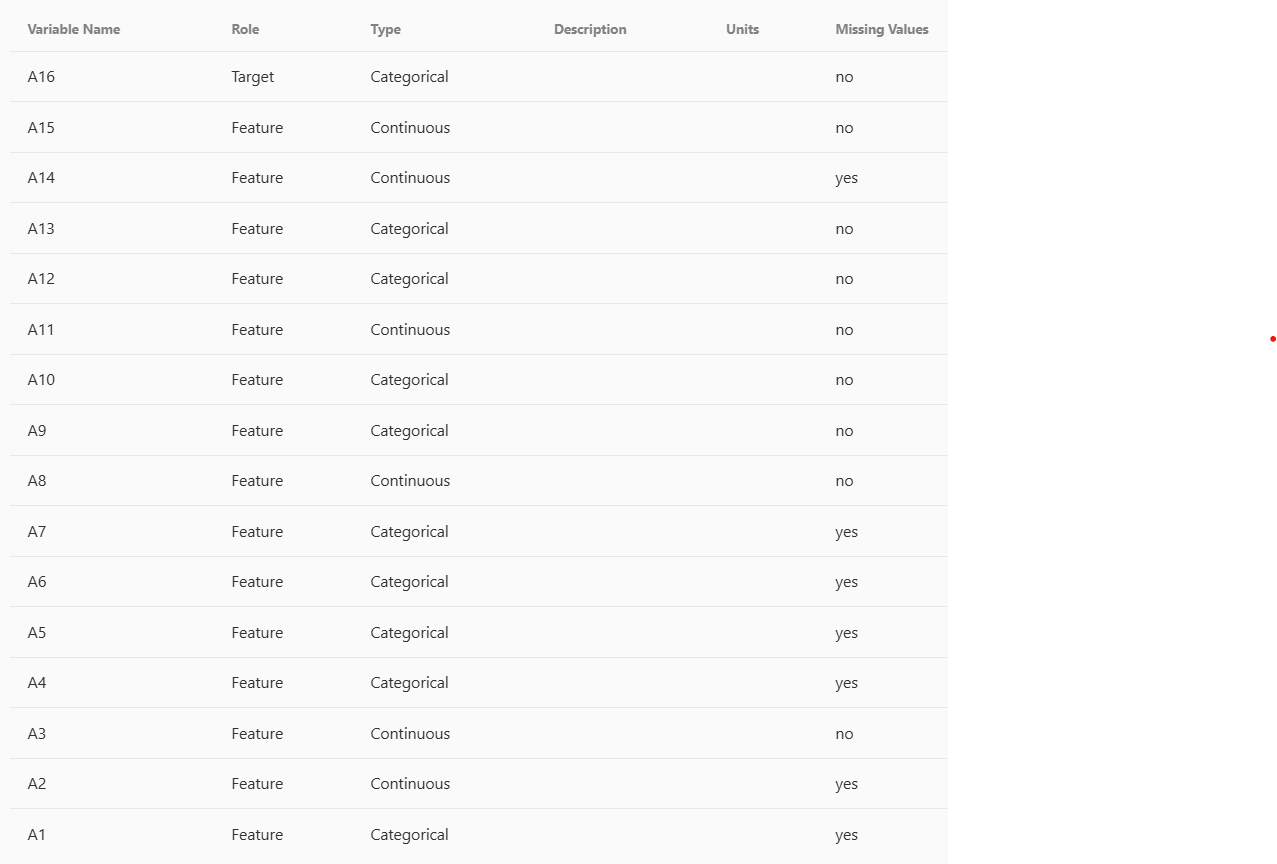 Variable Name Role Type Description Units Missing Values
A16 Target Categorical no
A15 Feature Continuous no
A14 Feature Continuous yes
A13 Feature Categorical no
A12 Feature Categorical no
A11 Feature Continuous no
A10 Feature Categorical no
A9 Feature Categorical no
A8 Feature Continuous no
A7 Feature Categorical yes
A6 Feature Categorical yes
A5 Feature Categorical yes
A4 Feature Categorical yes
A3 Feature Continuous no
A2 Feature Continuous yes
A1 Feature Categorical yes